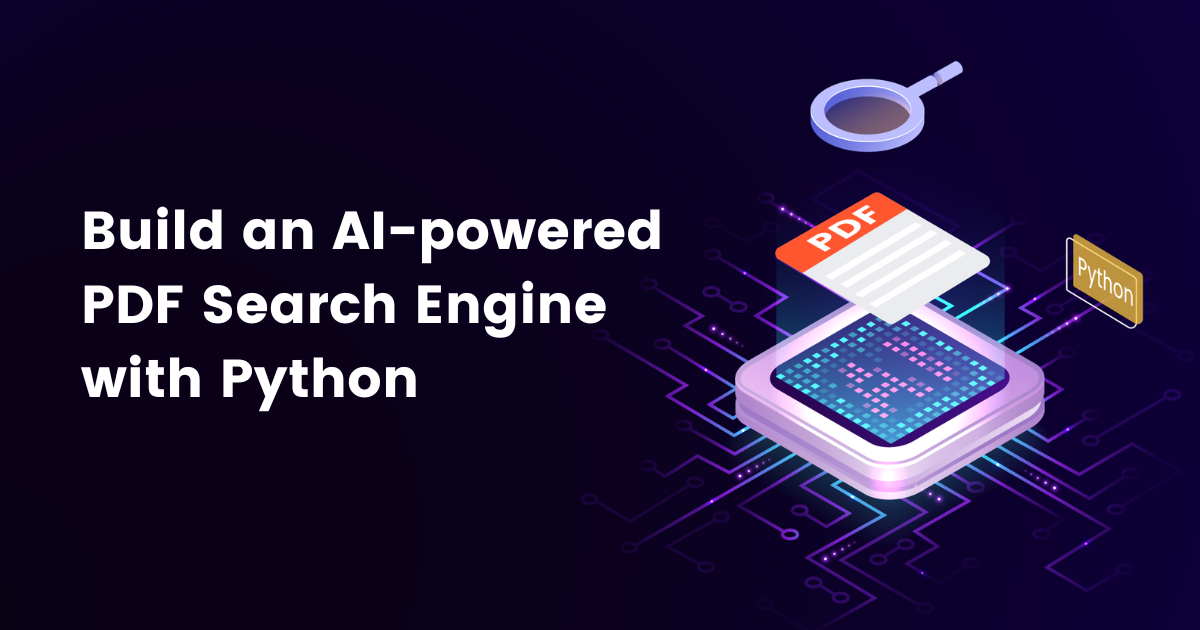 Build an AI-powered
PDF Search Engine
with Python
PDF
Python